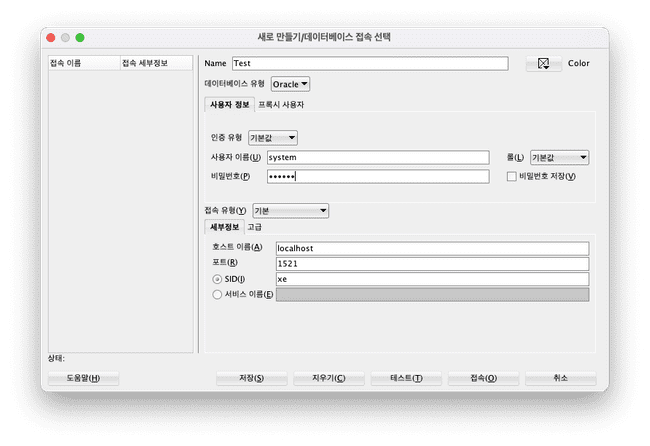 새로 만들기/데이터베이스 접속 선택
접속 이름 접속 세부정보
Name Test Color
데이터베이스 유형 Oracle
사용자 정보 프록시 사용자
인증 유형 기본값
사용자 이름(U) system 롤(L) 기본값
비밀번호(P) •••••• 비밀번호 저장(V)
접속 유형(Y) 기본
세부정보 고급
호스트 이름(A) localhost
포트(R) 1521
SID(I) xe
서비스 이름(E)
상태:
도움말(H) 저장(S) 지우기(C) 테스트(T) 접속(O) 취소